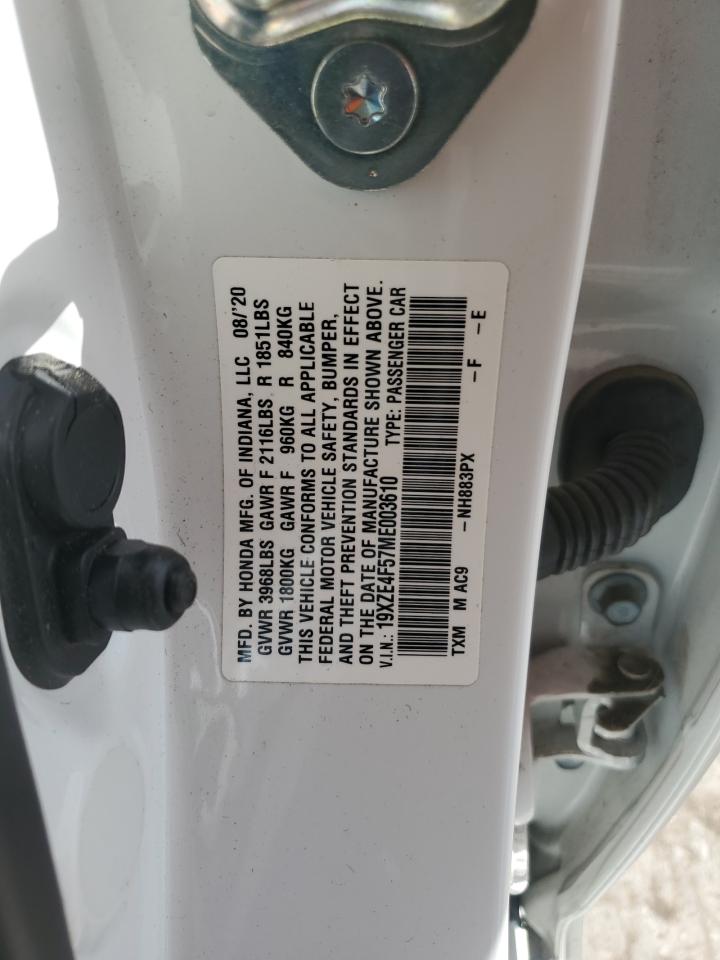 MFD. BY HONDA MFG. OF INDIANA, LLC 08/'20
GVWR 3968LBS GAWR F 2116LBS R 1851LBS
GVWR 1800KG GAWR F 960KG R 840KG
THIS VEHICLE CONFORMS TO ALL APPLICABLE
FEDERAL MOTOR VEHICLE SAFETY, BUMPER,
AND THEFT PREVENTION STANDARDS IN EFFECT
ON THE DATE OF MANUFACTURE SHOWN ABOVE.
V.I.N.: 19XZE4F57ME003610 TYPE: PASSENGER CAR
TXM M AC9 -NH883PX -F -E